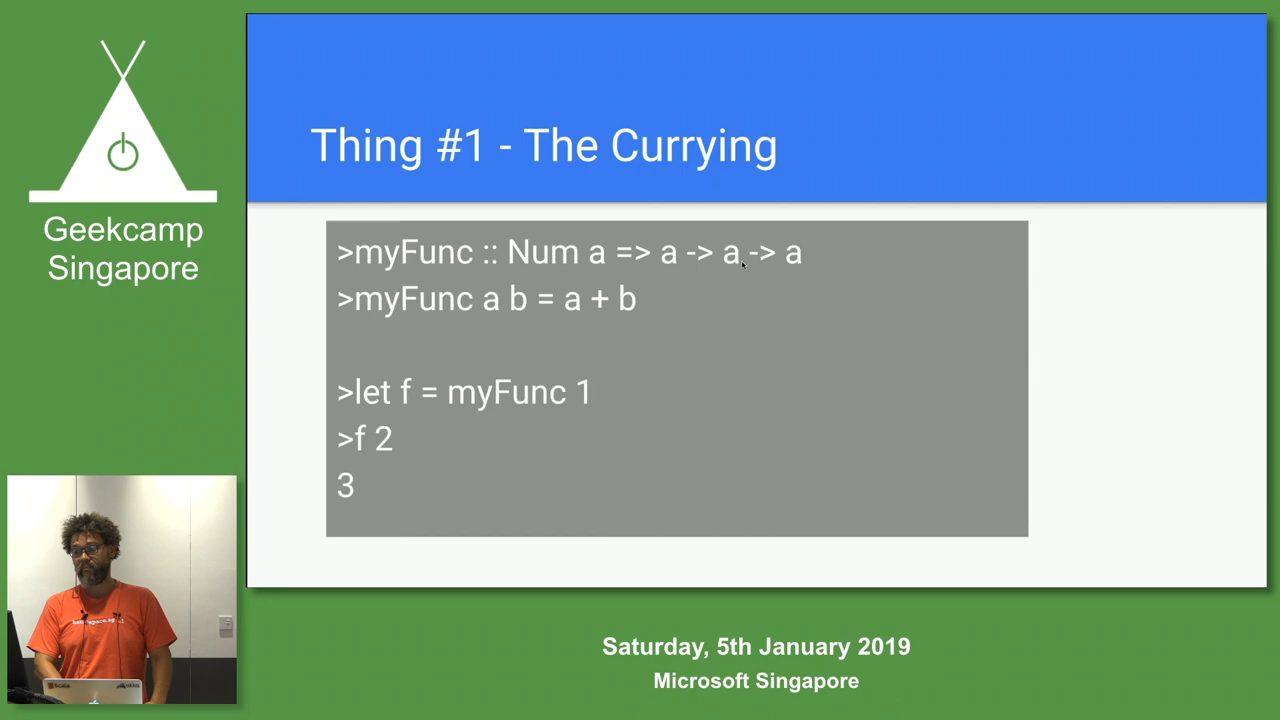 Geekcamp
Singapore
Thing #1 - The Currying
>myFunc :: Num a => a -> a -> a
>myFunc a b = a + b
>let f = myFunc 1
>f 2
3
Saturday, 5th January 2019
Microsoft Singapore